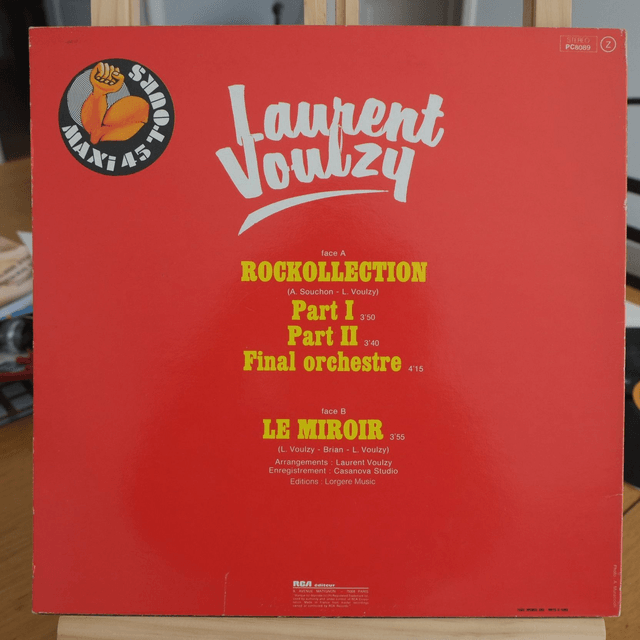 STEREO
PC8089
Z
MAXI 45 TOURS
Laurent
Voulzy
face A
ROCKOLLECTION
(A. Souchon - L. Voulzy)
Part I 3'50
Part II 3'40
Final orchestre 4'15
face B
LE MIROIR 3'55
(L. Voulzy - Brian - L. Voulzy)
Arrangements : Laurent Voulzy
Enregistrement : Casanova Studio
Editions : Lorgere Music
RCA editeur